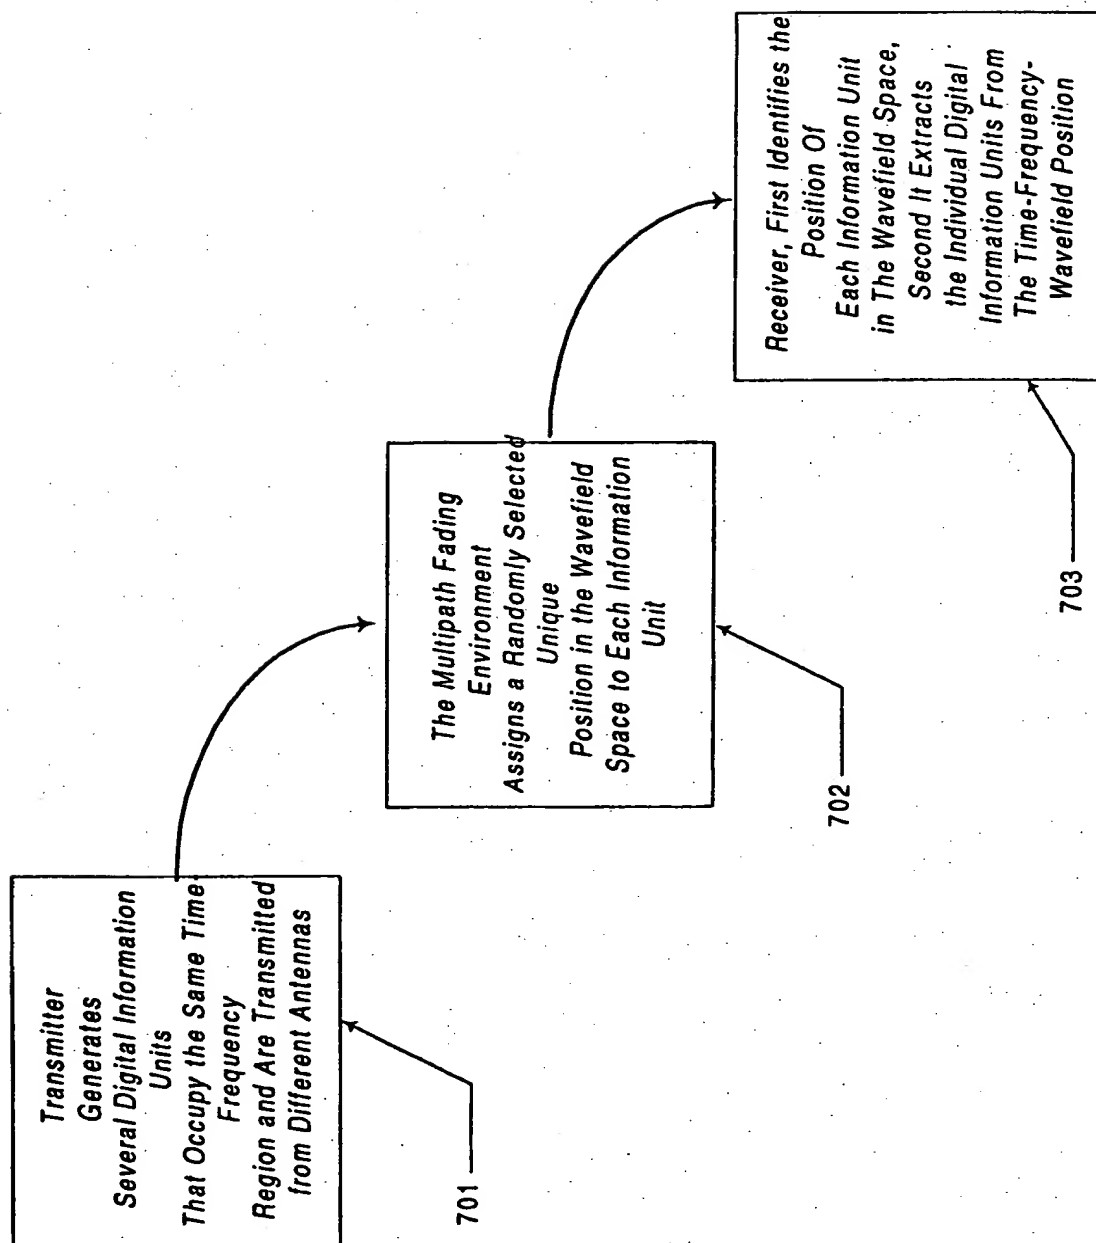 Transmitter
Generates
Several Digital Information
Units
That Occupy the Same Time-
Frequency
Region and Are Transmitted
from Different Antennas
701
The Multipath Fading
Environment
Assigns a Randomly Selected
Unique
Position in the Wavefield
Space to Each Information
Unit
702
Receiver, First Identifies the
Position Of
Each Information Unit
in The Wavefield Space,
Second It Extracts
the Individual Digital
Information Units From
The Time-Frequency-
Wavefield Position
703